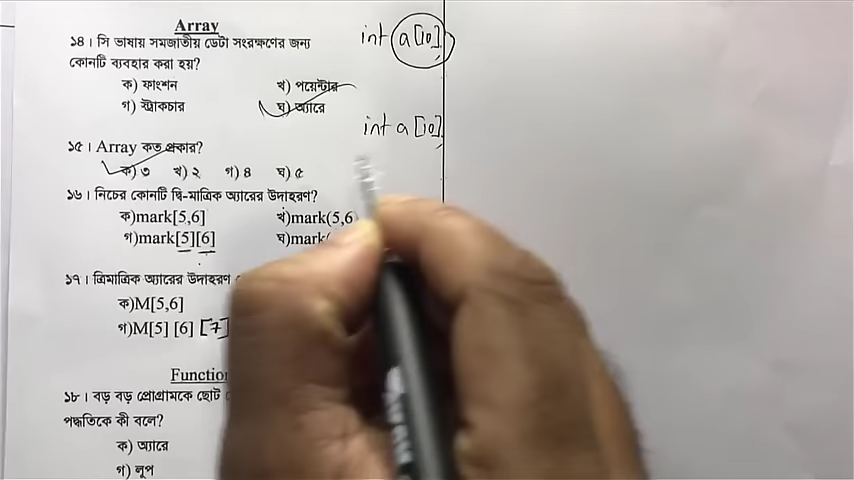 Array
১৪। সি ভাষায় সমজাতীয় ডেটা সংরক্ষণের জন্য
কোনটি ব্যবহার করা হয়?
ক) ফাংশন খ) পয়েন্টার
গ) স্ট্রাকচার ঘ) অ্যারে
১৫। Array কত প্রকার?
ক) ৩ খ) ২ গ) ৪ ঘ) ৫
১৬। নিচের কোনটি দ্বি-মাত্রিক অ্যারের উদাহরণ?
ক)mark[5,6] খ)mark(5,6)
গ)mark[5][6] ঘ)mark(
১৭। ত্রিমাত্রিক অ্যারের উদাহরণ
ক)M[5,6]
গ)M[5] [6] [7]
Function
১৮। বড় বড় প্রোগ্রামকে ছোট
পদ্ধতিকে কী বলে?
ক) অ্যারে
গ) লুপ
int a[10];
int a[10];